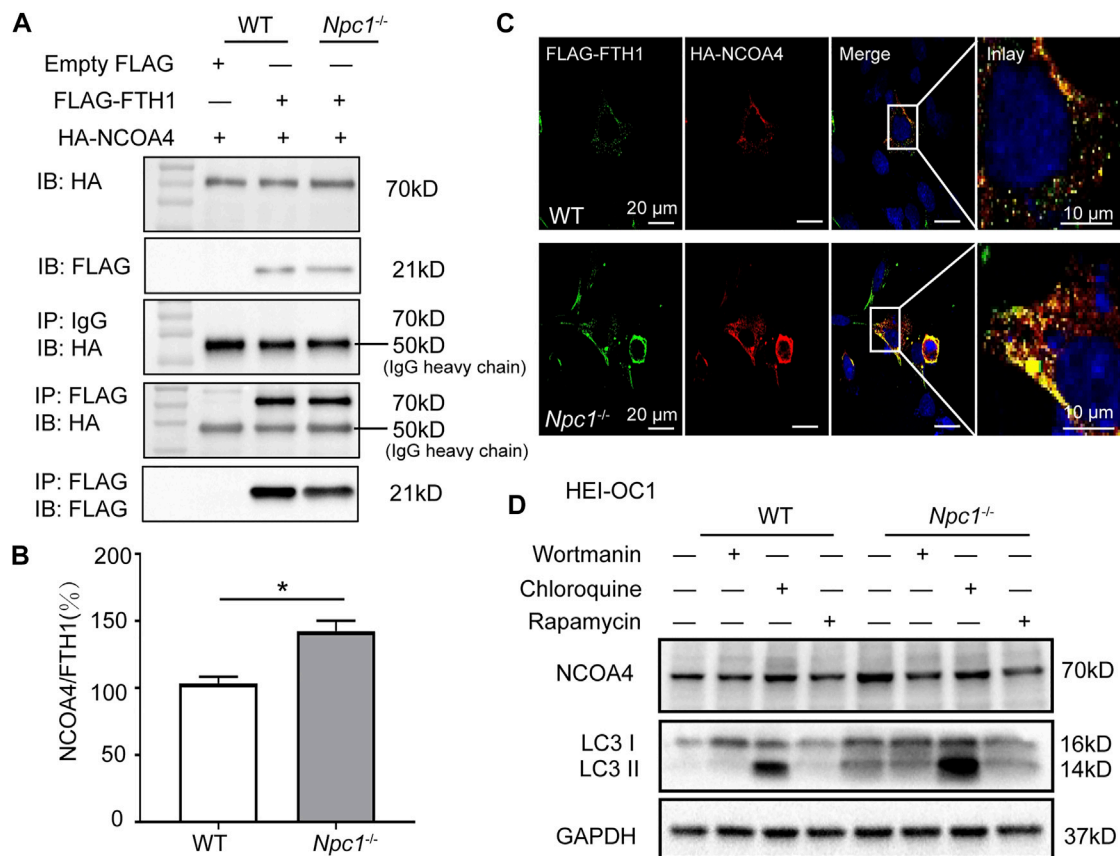 A
WT Npc1-/-
Empty FLAG + — —
FLAG-FTH1 — + +
HA-NCOA4 + + +
IB: HA 70kD
IB: FLAG 21kD
IP: IgG 70kD
IB: HA 50kD
(IgG heavy chain)
IP: FLAG 70kD
IB: HA 50kD
(IgG heavy chain)
IP: FLAG
IB: FLAG 21kD
B
NCOA4/FTH1(%)
200
150
100
50
0
*
WT Npc1-/-
C
FLAG-FTH1 HA-NCOA4 Merge Inlay
WT 20 μm 10 μm
Npc1-/- 20 μm 10 μm
D
HEI-OC1
WT Npc1-/-
Wortmanin — + — — — + — —
Chloroquine — — + — — — + —
Rapamycin — — — + — — — +
NCOA4 70kD
LC3 I 16kD
LC3 II 14kD
GAPDH 37kD